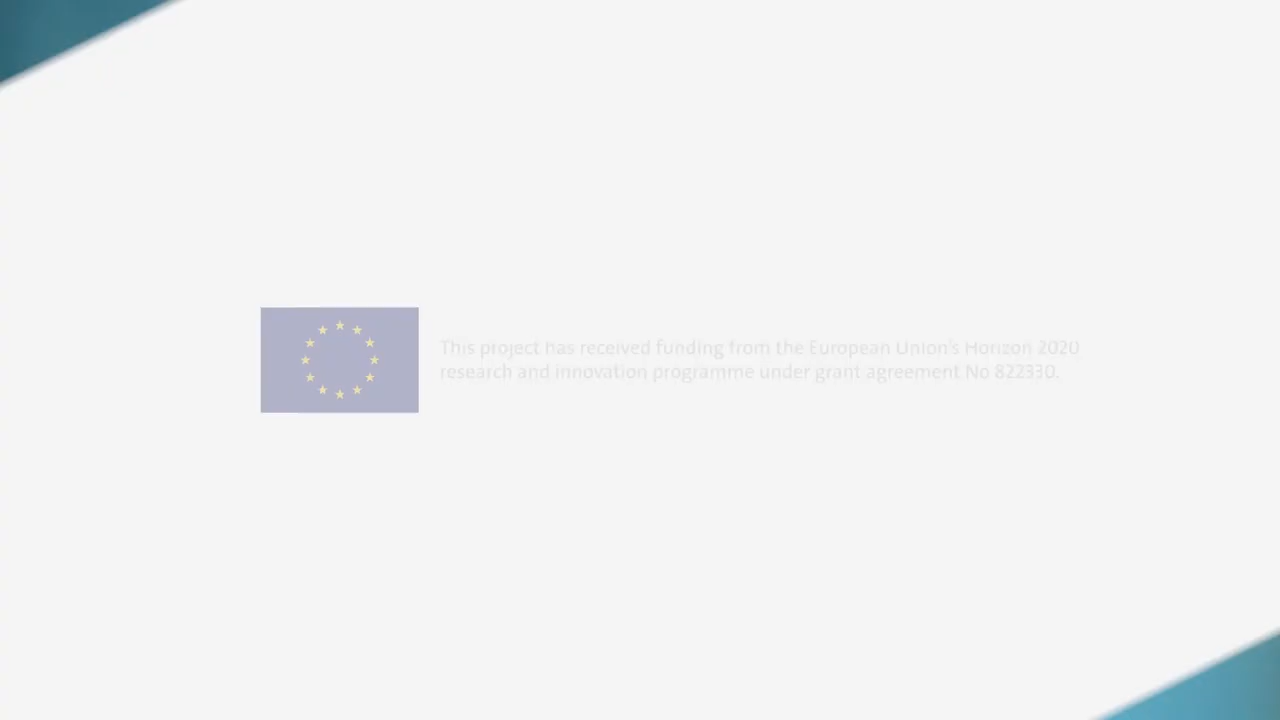 This project has received funding from the European Union's Horizon 2020
research and innovation programme under grant agreement No 822330.